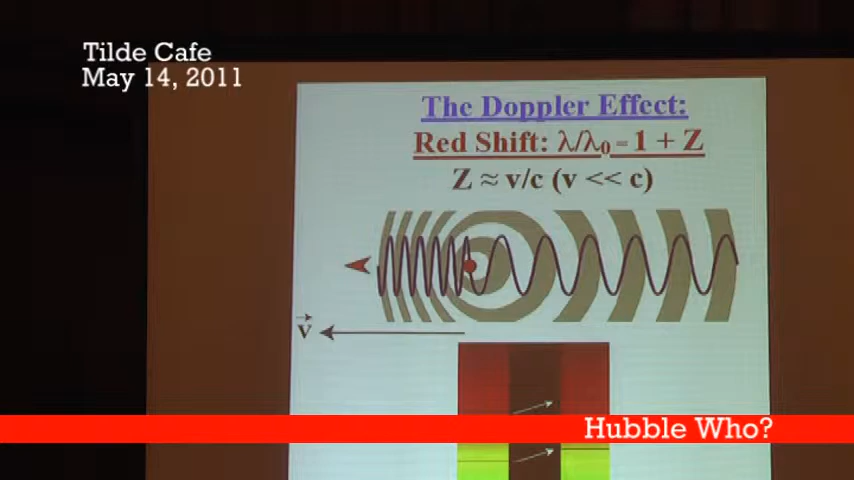 Tilde Cafe
May 14, 2011
The Doppler Effect:
Red Shift: λ/λ₀ = 1 + Z
Z ≈ v/c (v << c)
v⃗
Hubble Who?